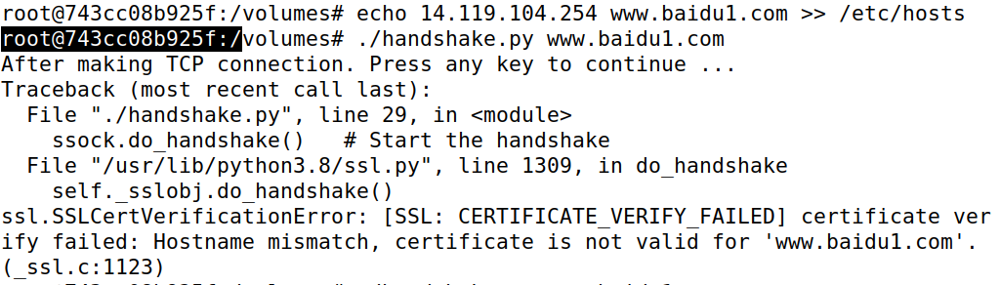 root@743cc08b925f:/volumes# echo 14.119.104.254 www.baidu1.com >> /etc/hosts
root@743cc08b925f:/volumes# ./handshake.py www.baidu1.com
After making TCP connection. Press any key to continue ...
Traceback (most recent call last):
  File "./handshake.py", line 29, in <module>
    ssock.do_handshake()   # Start the handshake
  File "/usr/lib/python3.8/ssl.py", line 1309, in do_handshake
    self._sslobj.do_handshake()
ssl.SSLCertVerificationError: [SSL: CERTIFICATE_VERIFY_FAILED] certificate ver
ify failed: Hostname mismatch, certificate is not valid for 'www.baidu1.com'.
(_ssl.c:1123)